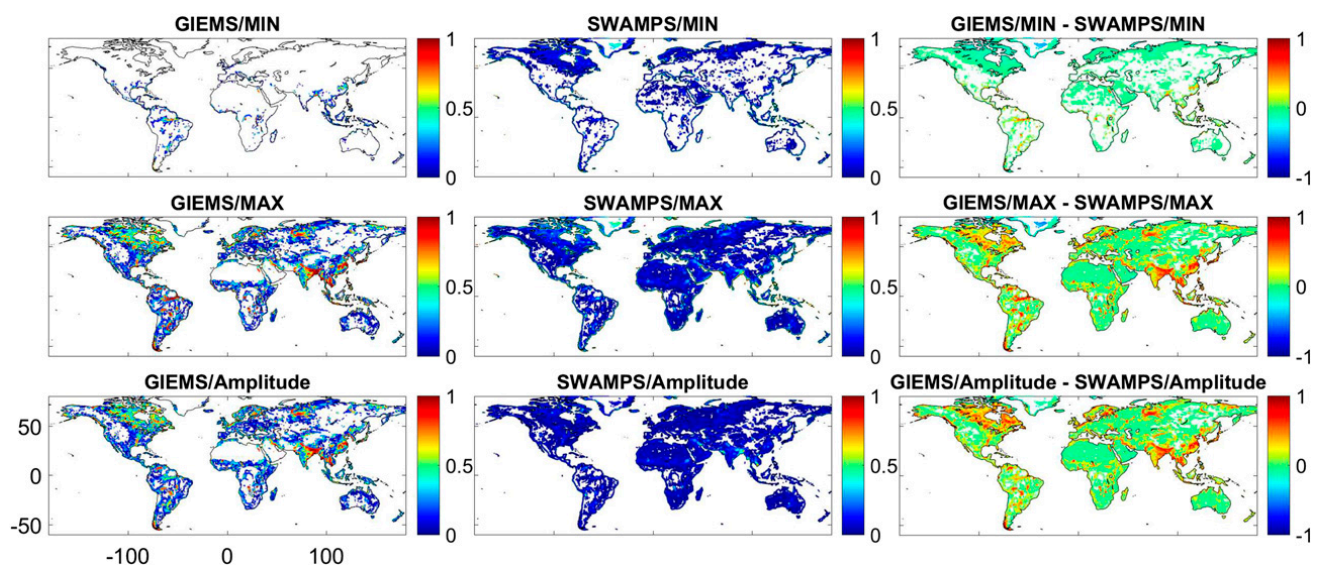 GIEMS/MIN SWAMPS/MIN GIEMS/MIN - SWAMPS/MIN
1 1 1
0.5 0.5 0
0 0 -1
GIEMS/MAX SWAMPS/MAX GIEMS/MAX - SWAMPS/MAX
1 1 1
0.5 0.5 0
0 0 -1
GIEMS/Amplitude SWAMPS/Amplitude GIEMS/Amplitude - SWAMPS/Amplitude
1 1 1
50
0 0.5 0.5 0
-50
0 0 -1
-100 0 100